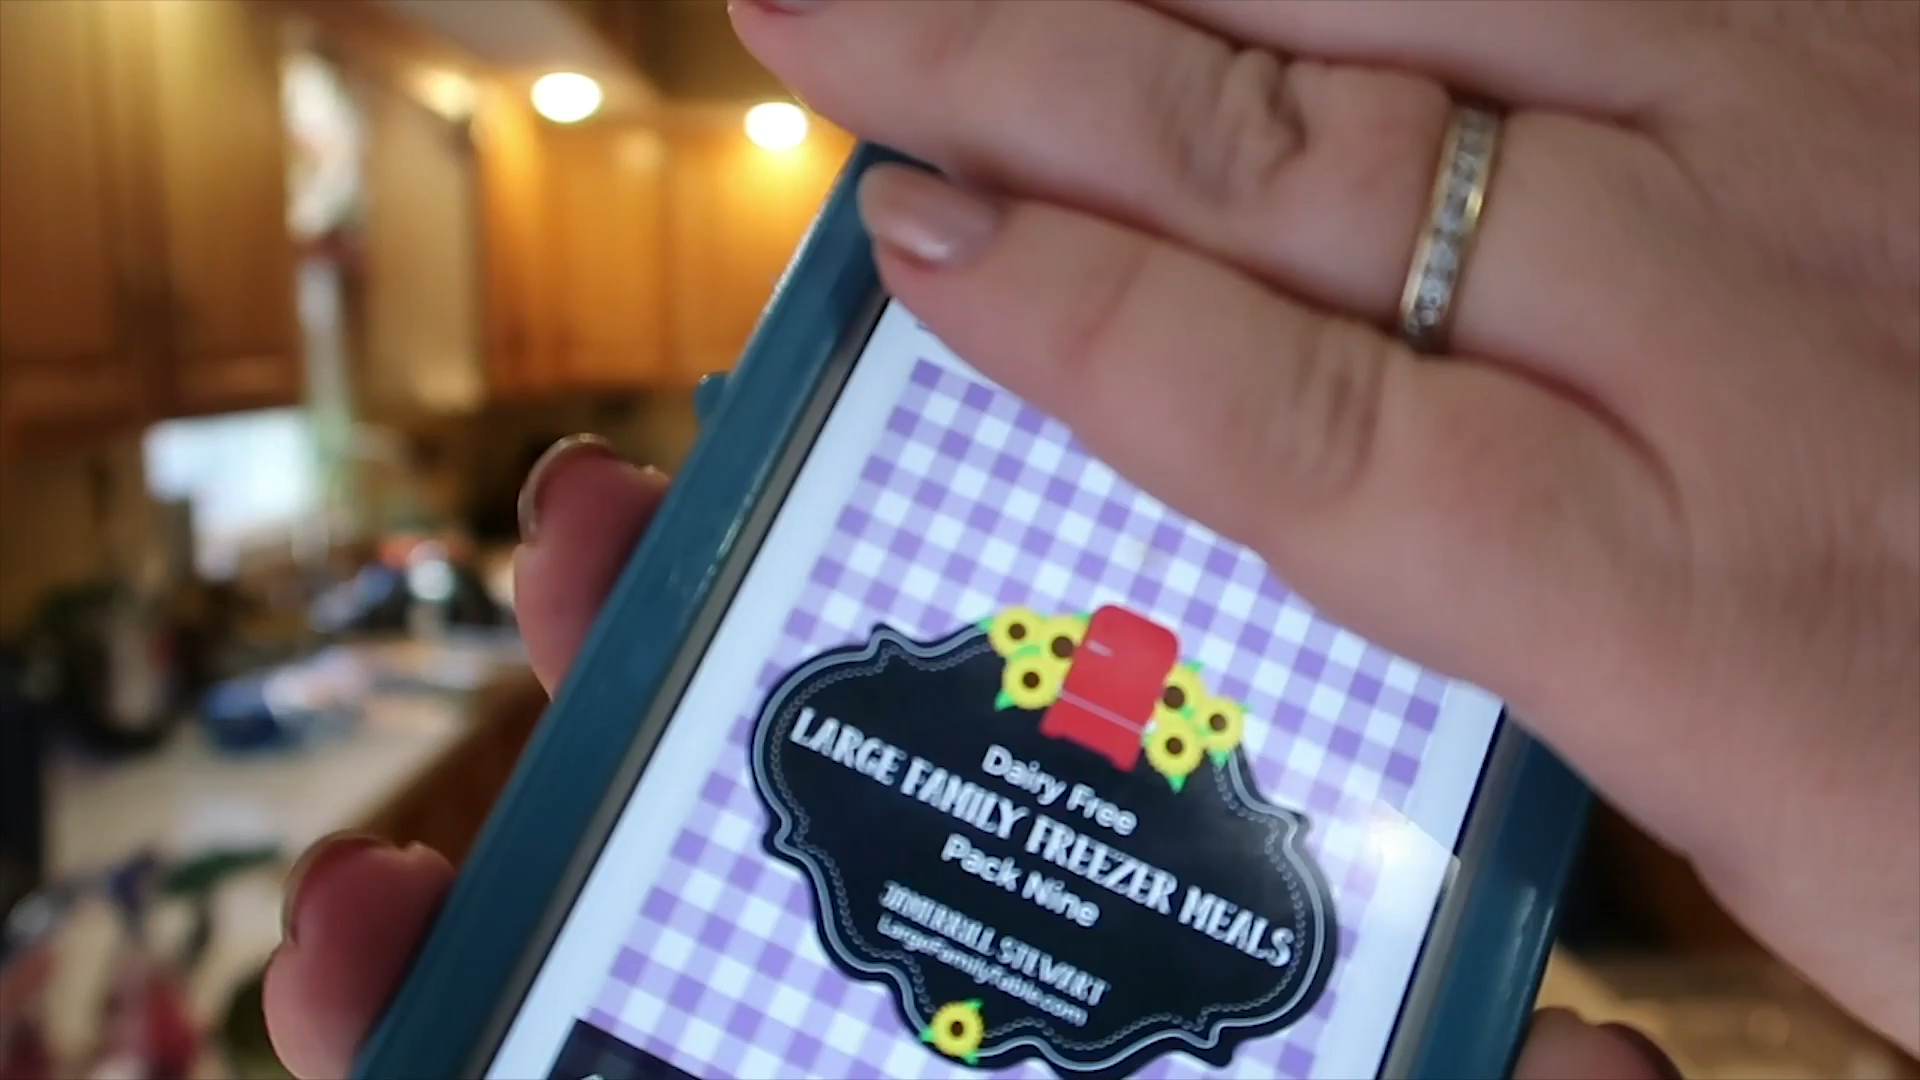 Dairy Free
LARGE FAMILY FREEZER MEALS
Pack Nine
JAMERRILL STEWART
LargeFamilyTable.com